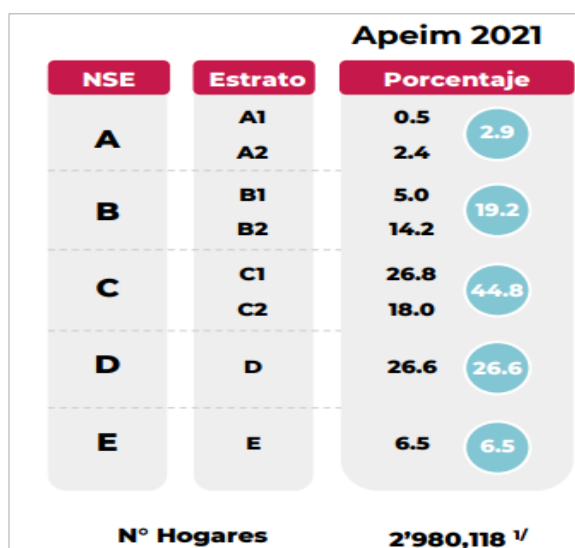 Apeim 2021
NSE Estrato Porcentaje
A1 0.5
A 2.9
A2 2.4
B1 5.0
B 19.2
B2 14.2
C1 26.8
C 44.8
C2 18.0
D D 26.6 26.6
E E 6.5 6.5
N° Hogares 2'980,118 1/